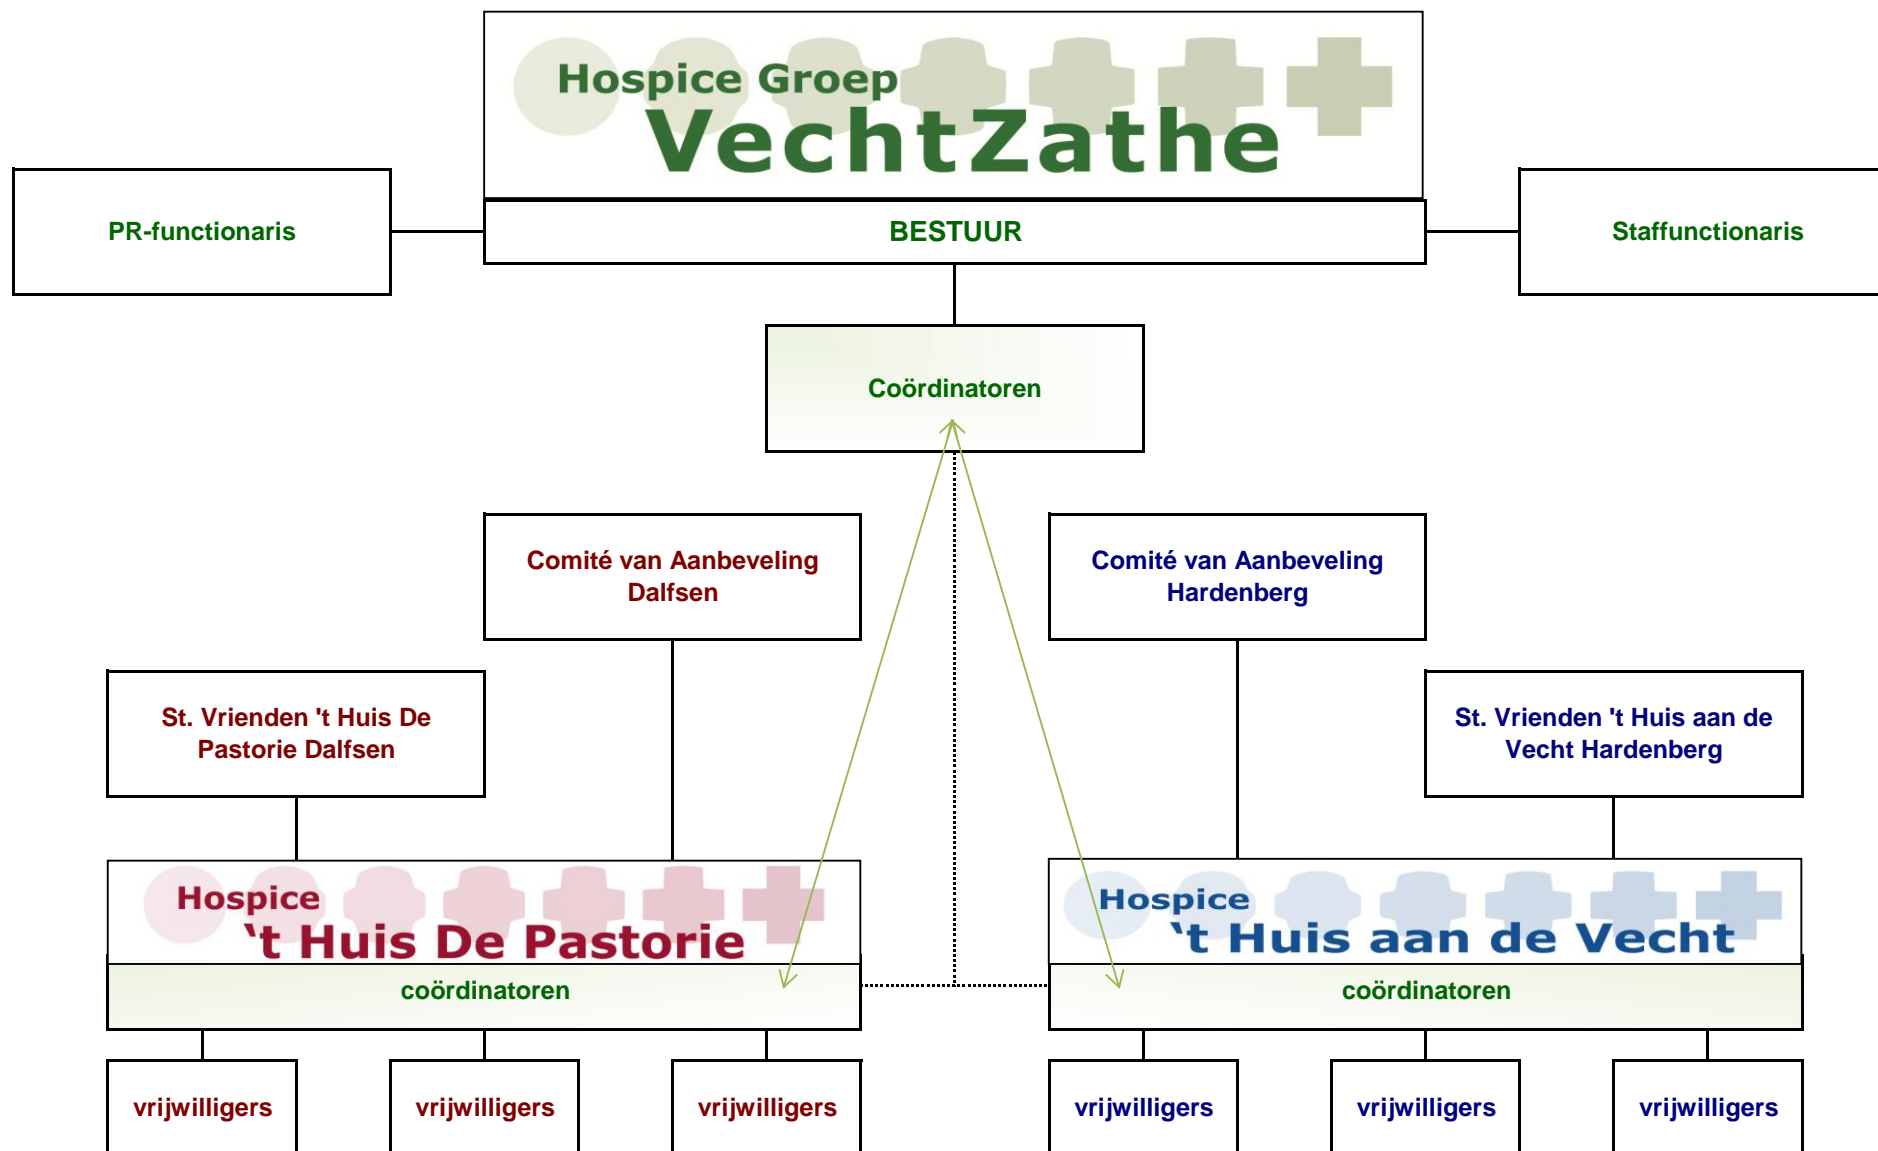 Hospice Groep
VechtZathe
PR-functionaris
BESTUUR
Staffunctionaris
Coördinatoren
Comité van Aanbeveling
Dalfsen
Comité van Aanbeveling
Hardenberg
St. Vrienden 't Huis De
Pastorie Dalfsen
St. Vrienden 't Huis aan de
Vecht Hardenberg
Hospice
‘t Huis De Pastorie
Hospice
‘t Huis aan de Vecht
coördinatoren
coördinatoren
vrijwilligers
vrijwilligers
vrijwilligers
vrijwilligers
vrijwilligers
vrijwilligers